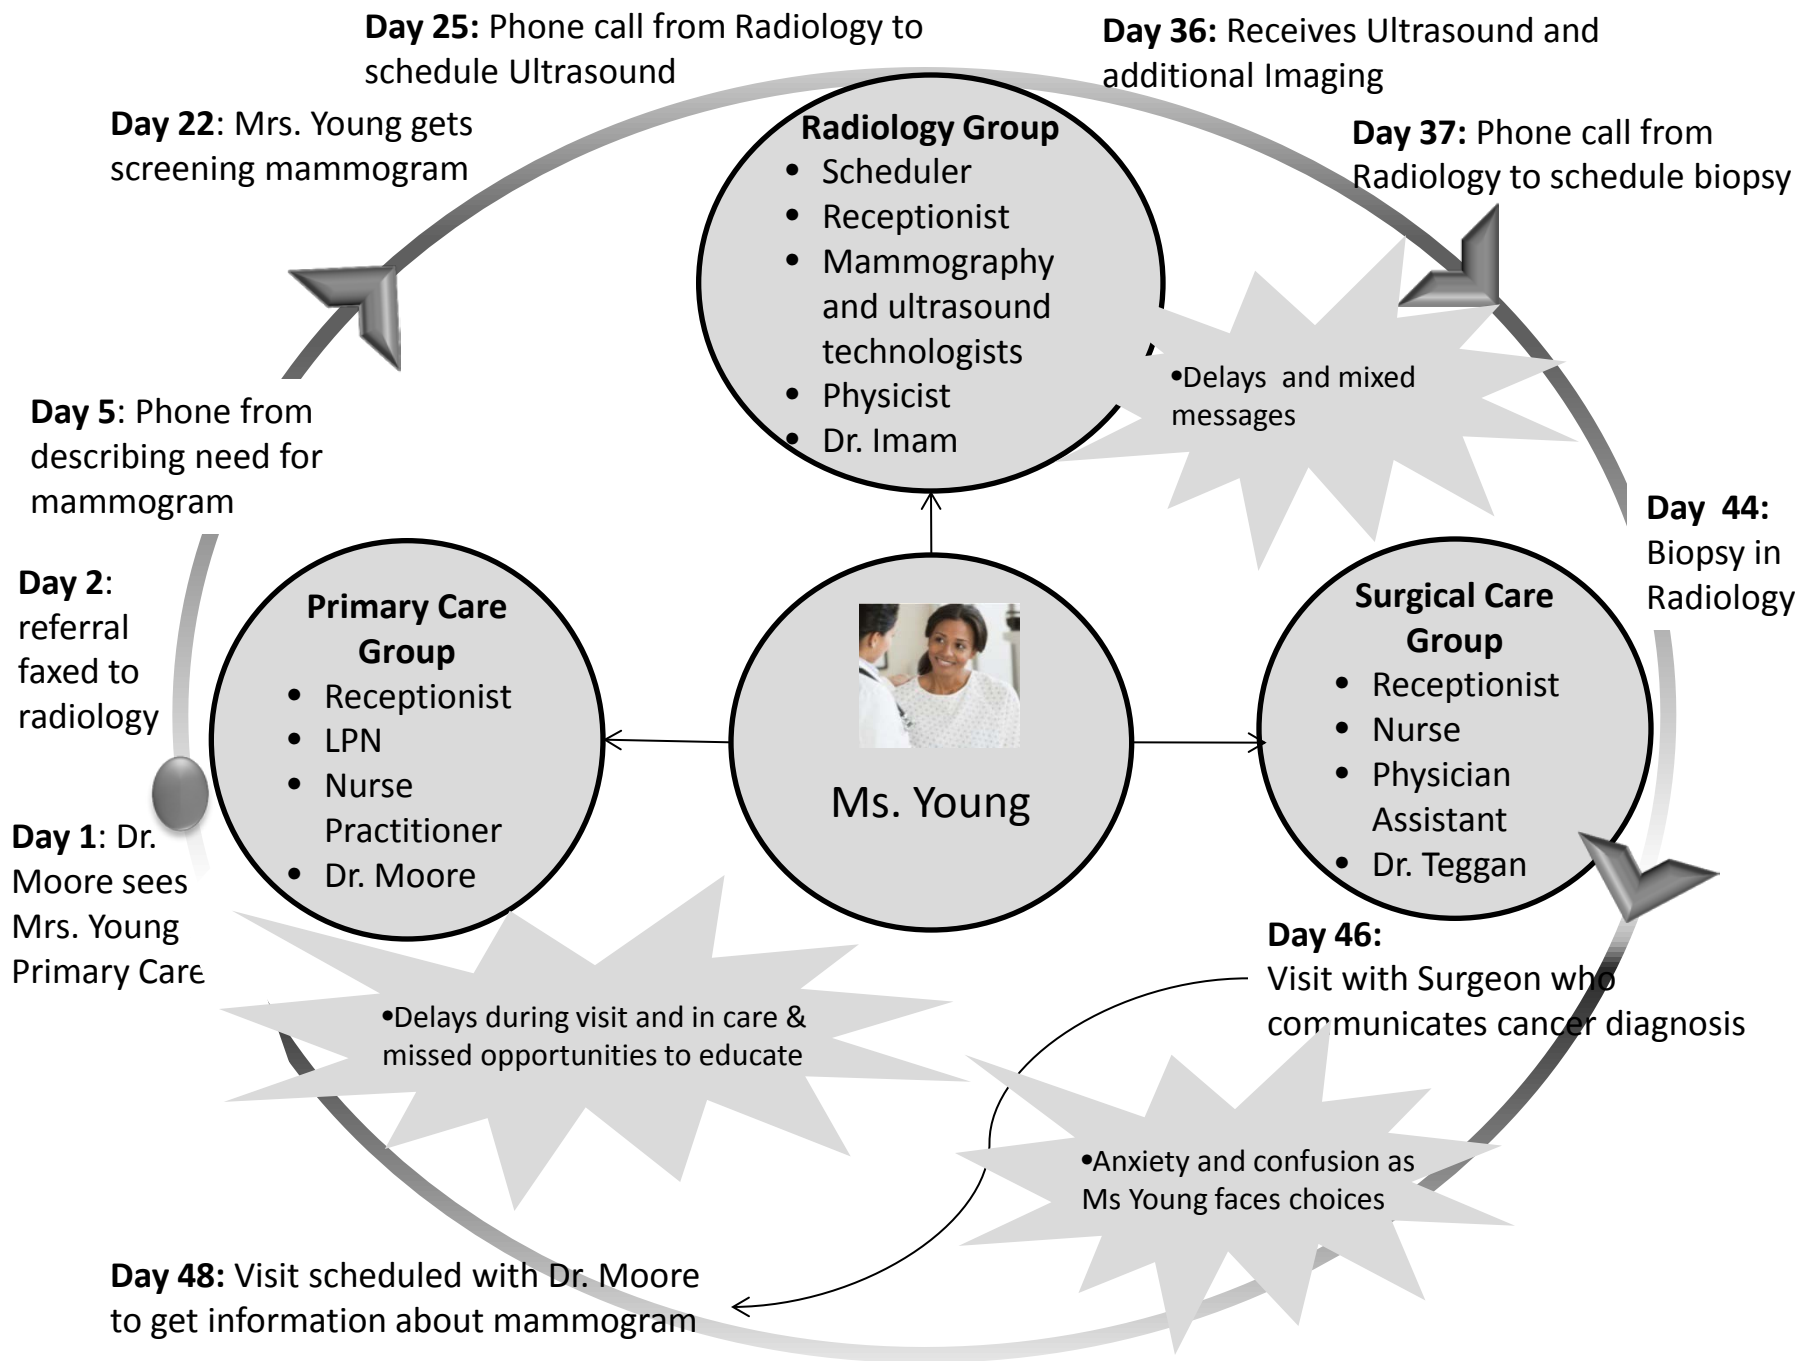 Day 25: Phone call from Radiology to
schedule Ultrasound
Day 36: Receives Ultrasound and
additional Imaging
Day 22: Mrs. Young gets
screening mammogram
Day 37: Phone call from
Radiology to schedule biopsy
Radiology Group
• Scheduler
• Receptionist
• Mammography
and ultrasound
technologists
• Physicist
• Dr. Imam
•Delays and mixed
messages
Day 5: Phone from
describing need for
mammogram
Day 44:
Biopsy in
Radiology
Day 2:
referral
faxed to
radiology
Primary Care
Group
• Receptionist
• LPN
• Nurse
Practitioner
• Dr. Moore
Ms. Young
Surgical Care
Group
• Receptionist
• Nurse
• Physician
Assistant
• Dr. Teggan
Day 1: Dr.
Moore sees
Mrs. Young
Primary Care
Day 46:
Visit with Surgeon who
communicates cancer diagnosis
•Delays during visit and in care &
missed opportunities to educate
•Anxiety and confusion as
Ms Young faces choices
Day 48: Visit scheduled with Dr. Moore
to get information about mammogram